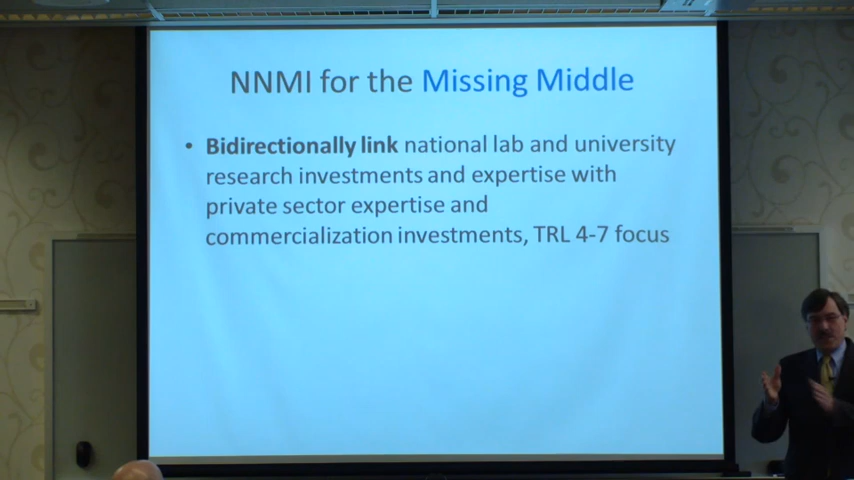 NNMI for the Missing Middle
• Bidirectionally link national lab and university
research investments and expertise with
private sector expertise and
commercialization investments, TRL 4-7 focus